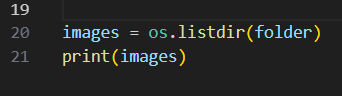 19
20 images = os.listdir(folder)
21 print(images)